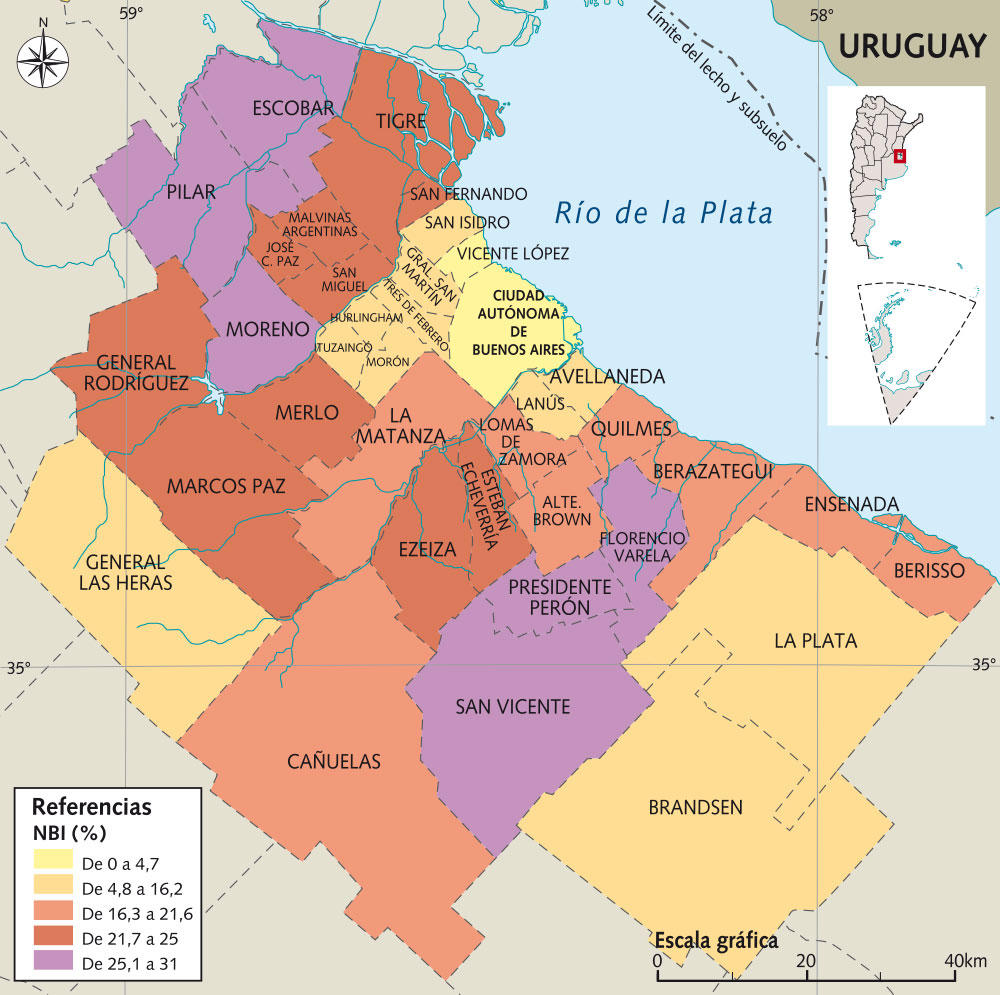 59°
58°
N
URUGUAY
Límite del lecho y subsuelo
ESCOBAR
TIGRE
PILAR
SAN FERNANDO
SAN ISIDRO
Río de la Plata
MALVINAS
ARGENTINAS
JOSÉ
C. PAZ
VICENTE LÓPEZ
GRAL. SAN
MARTÍN
SAN
MIGUEL
TRES DE FEBRERO
CIUDAD
AUTÓNOMA
DE
BUENOS AIRES
HURLINGHAM
MORENO
TUZAINGÓ
MORÓN
GENERAL
RODRÍGUEZ
AVELLANEDA
LANÚS
MERLO
LA
MATANZA
LOMAS
DE
ZAMORA
QUILMES
BERAZATEGUI
MARCOS PAZ
ESTEBAN
ECHEVERRÍA
ALTE.
BROWN
ENSENADA
FLORENCIO
VARELA
EZEIZA
GENERAL
LAS HERAS
BERISSO
PRESIDENTE
PERÓN
LA PLATA
35°
35°
SAN VICENTE
CAÑUELAS
BRANDSEN
Referencias
NBI (%)
De 0 a 4,7
De 4,8 a 16,2
De 16,3 a 21,6
De 21,7 a 25
De 25,1 a 31
Escala gráfica
0 20 40km